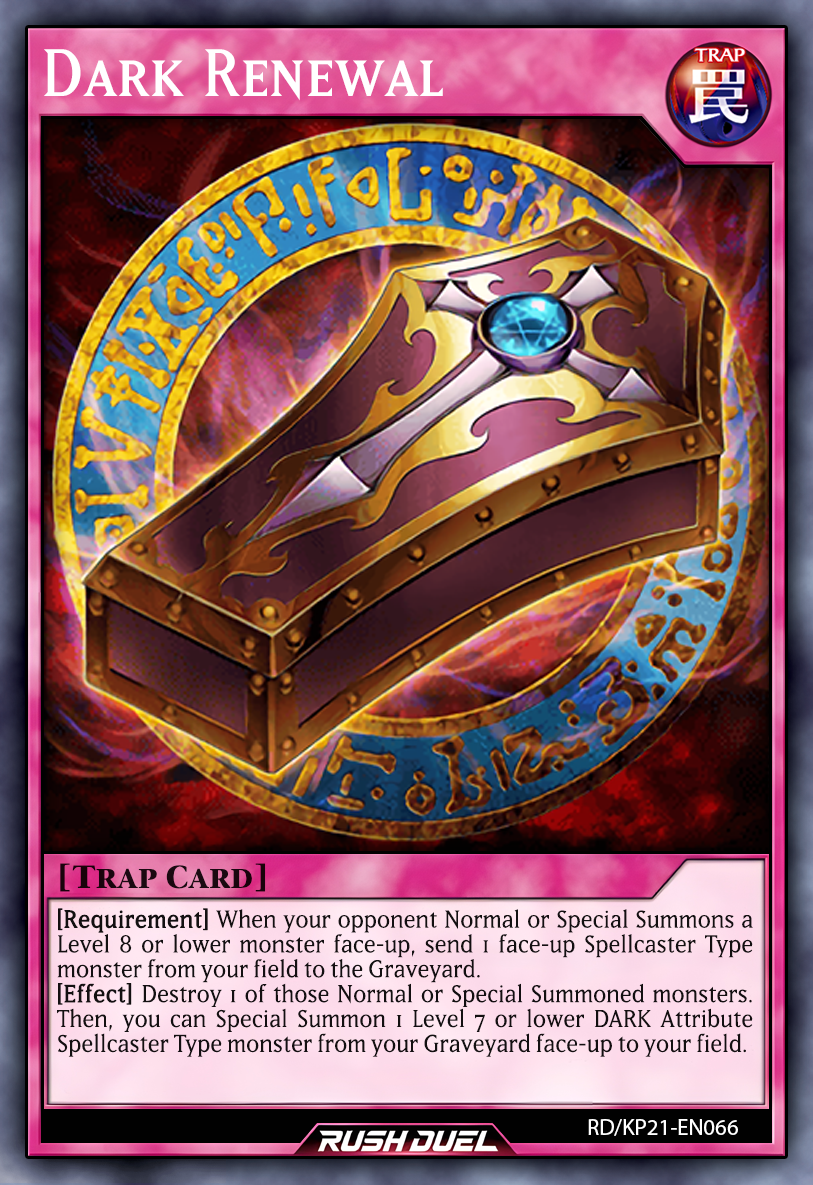 DARK RENEWAL
TRAP
罠
[TRAP CARD]
[Requirement] When your opponent Normal or Special Summons a
Level 8 or lower monster face-up, send 1 face-up Spellcaster Type
monster from your field to the Graveyard.
[Effect] Destroy 1 of those Normal or Special Summoned monsters.
Then, you can Special Summon 1 Level 7 or lower DARK Attribute
Spellcaster Type monster from your Graveyard face-up to your field.
RD/KP21-EN066
RUSH DUEL